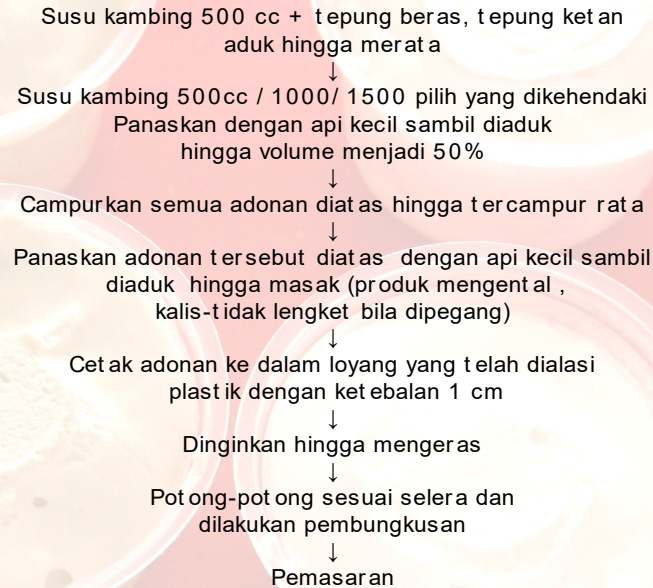 Susu kambing 500 cc + tepung beras, tepung ketan
aduk hingga merata
↓
Susu kambing 500cc / 1000/ 1500 pilih yang dikehendaki
Panaskan dengan api kecil sambil diaduk
hingga volume menjadi 50%
↓
Campurkan semua adonan diatas hingga tercampur rata
↓
Panaskan adonan tersebut diatas dengan api kecil sambil
diaduk hingga masak (produk mengental ,
kalis-tidak lengket bila dipegang)
↓
Cetak adonan ke dalam loyang yang telah dialasi
plastik dengan ketebalan 1 cm
↓
Dinginkan hingga mengeras
↓
Potong-potong sesuai selera dan
dilakukan pembungkusan
↓
Pemasaran